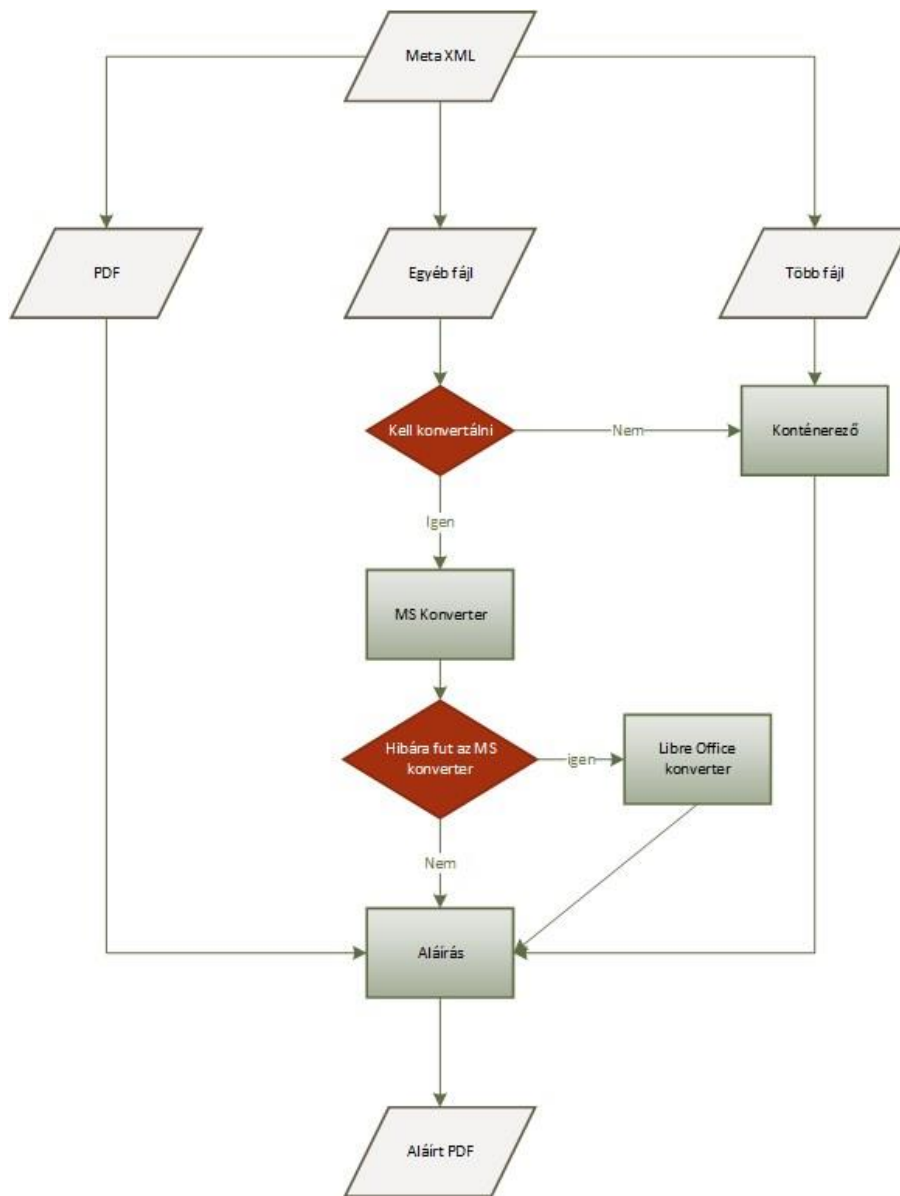 Meta XML
PDF
Egyéb fájl
Több fájl
Kell konvertálni
Nem
Konténerező
Igen
MS Konverter
Hibára fut az MS
konverter
igen
Libre Office
konverter
Nem
Aláírás
Aláírt PDF